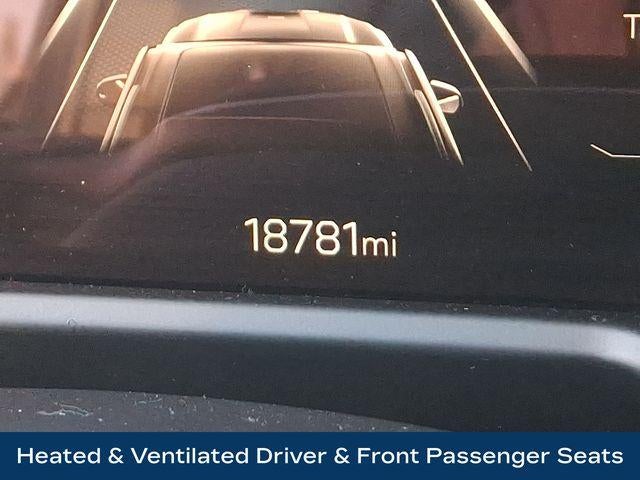 T
18781mi
Heated & Ventilated Driver & Front Passenger Seats